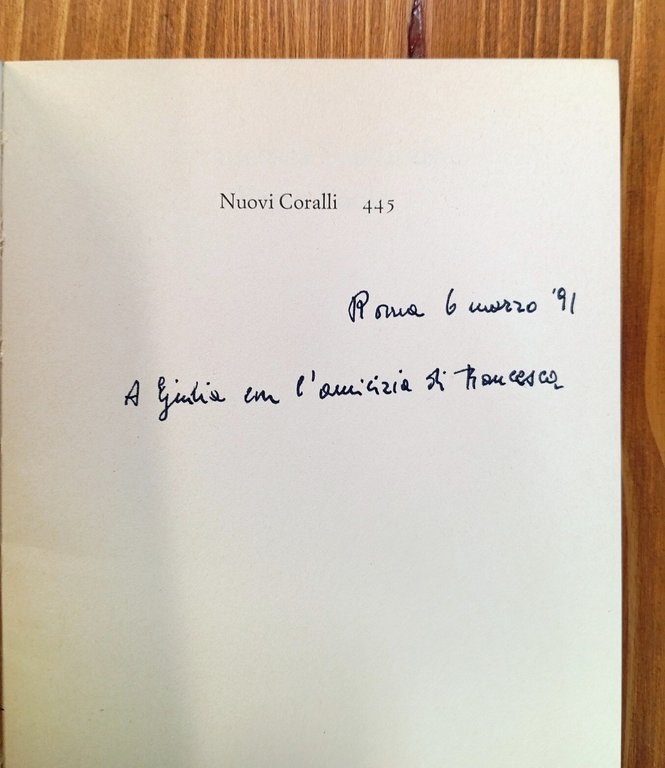 Nuovi Coralli 445
Roma 6 marzo '91
A Giulia con l'amicizia di Francesca